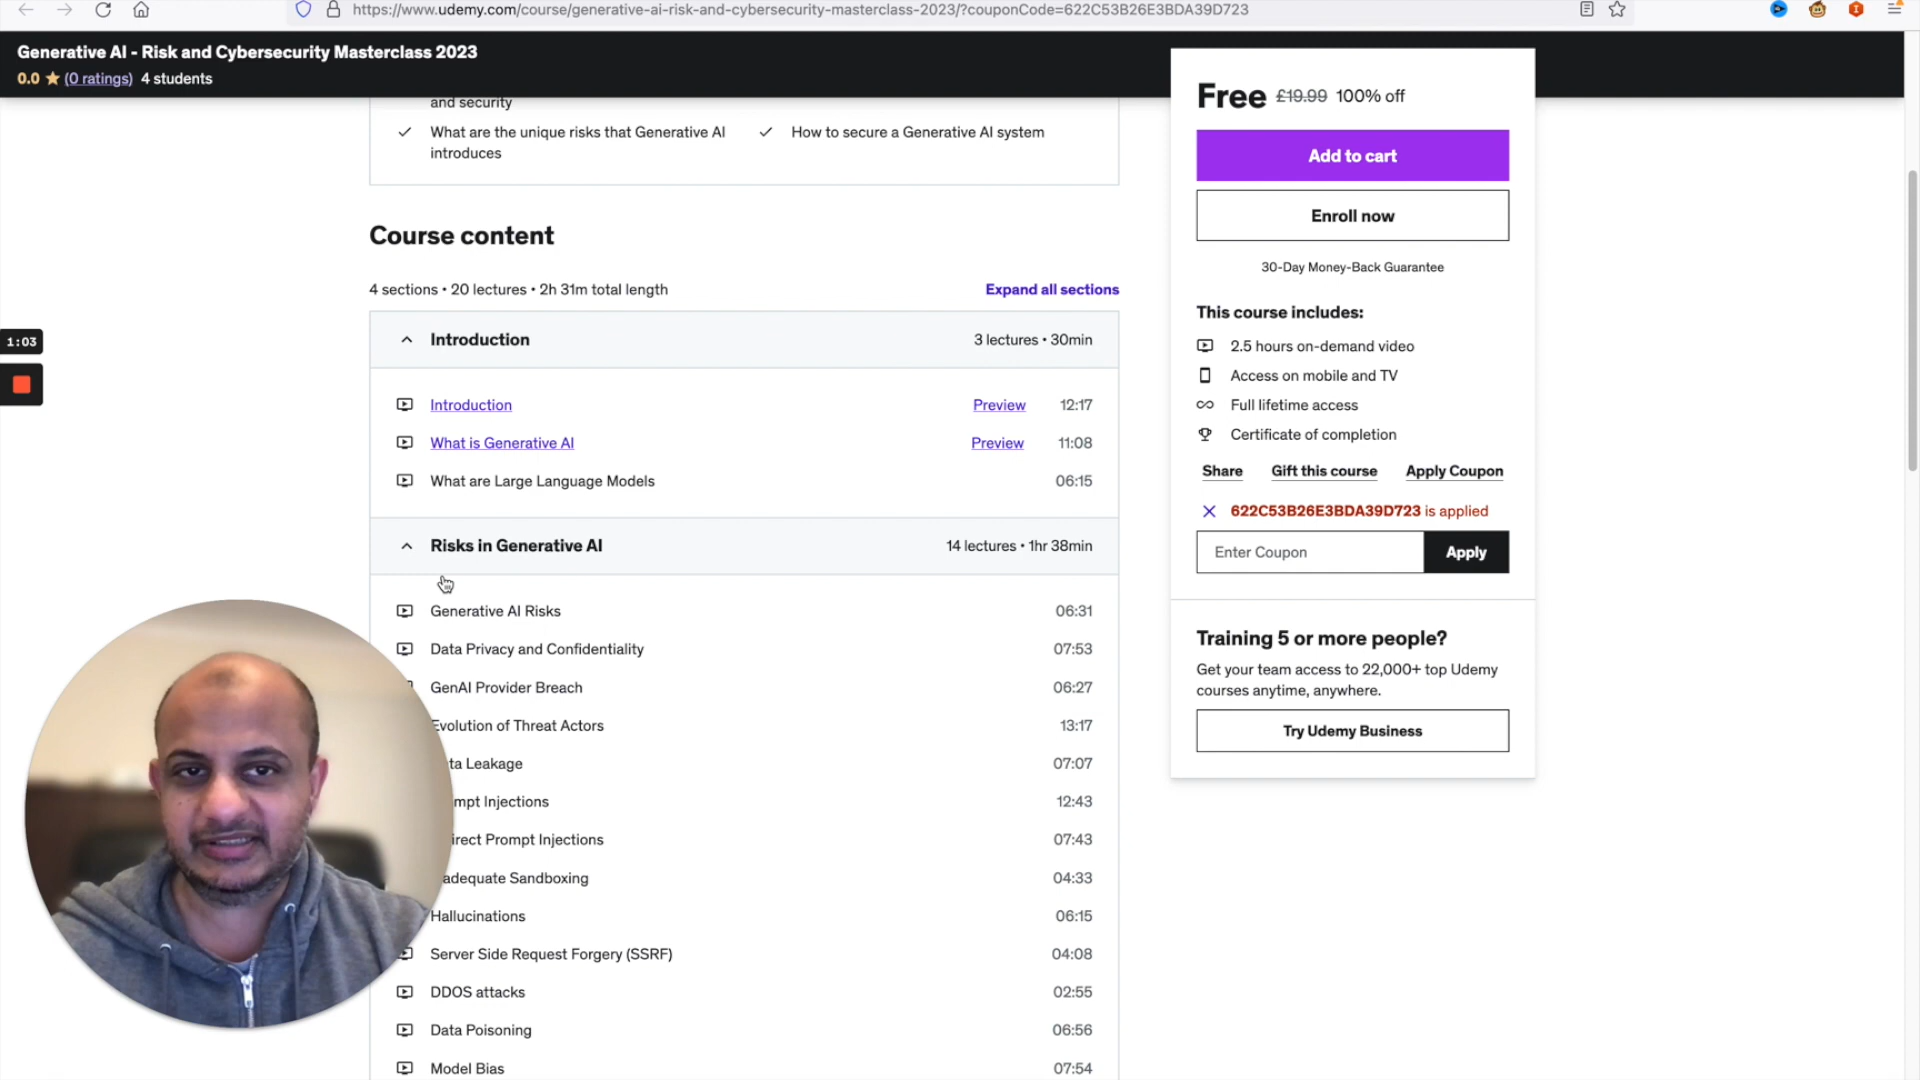 https://www.udemy.com/course/generative-ai-risk-and-cybersecurity-masterclass-2023/?couponCode=622C53B26E3BDA39D723
Generative AI - Risk and Cybersecurity Masterclass 2023
0.0 ★ (0 ratings) 4 students
and security
What are the unique risks that Generative AI
introduces
How to secure a Generative AI system
Course content
4 sections • 20 lectures • 2h 31m total length
Expand all sections
Introduction 3 lectures • 30min
Introduction Preview 12:17
What is Generative AI Preview 11:08
What are Large Language Models 06:15
Risks in Generative AI 14 lectures • 1hr 38min
Generative AI Risks 06:31
Data Privacy and Confidentiality 07:53
GenAI Provider Breach 06:27
Evolution of Threat Actors 13:17
ta Leakage 07:07
mpt Injections 12:43
irect Prompt Injections 07:43
adequate Sandboxing 04:33
Hallucinations 06:15
Server Side Request Forgery (SSRF) 04:08
DDOS attacks 02:55
Data Poisoning 06:56
Model Bias 07:54
Free £19.99 100% off
Add to cart
Enroll now
30-Day Money-Back Guarantee
This course includes:
2.5 hours on-demand video
Access on mobile and TV
Full lifetime access
Certificate of completion
Share Gift this course Apply Coupon
622C53B26E3BDA39D723 is applied
Enter Coupon Apply
Training 5 or more people?
Get your team access to 22,000+ top Udemy
courses anytime, anywhere.
Try Udemy Business
1:03